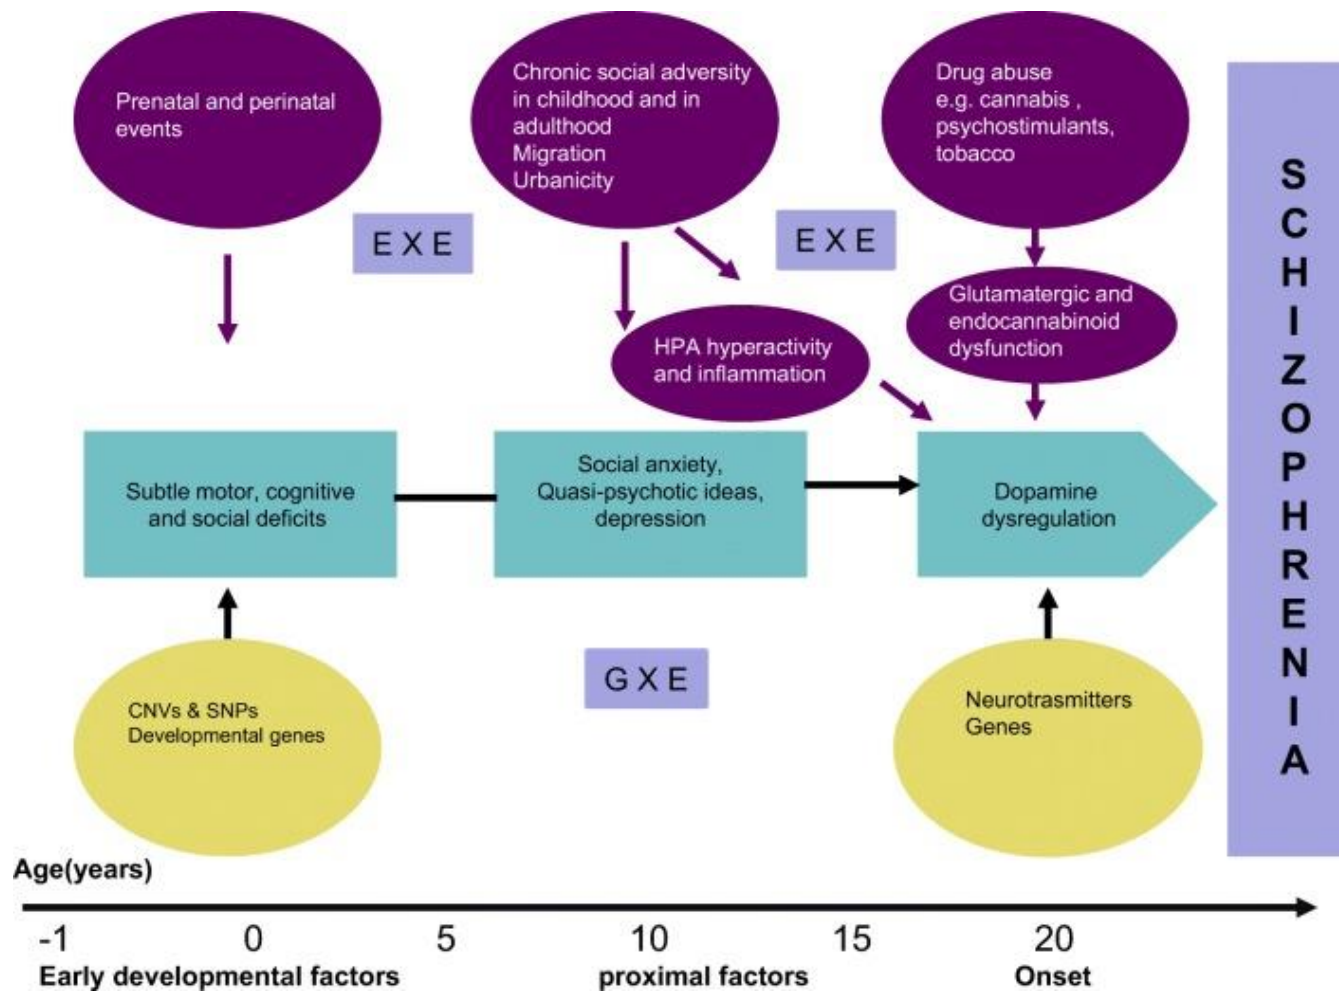 Prenatal and perinatal
events
Chronic social adversity
in childhood and in
adulthood
Migration
Urbanicity
Drug abuse
e.g. cannabis ,
psychostimulants,
tobacco
E X E
E X E
HPA hyperactivity
and inflammation
Glutamatergic and
endocannabinoid
dysfunction
Subtle motor, cognitive
and social deficits
Social anxiety,
Quasi-psychotic ideas,
depression
Dopamine
dysregulation
G X E
CNVs & SNPs
Developmental genes
Neurotrasmitters
Genes
S
C
H
I
Z
O
P
H
R
E
N
I
A
Age(years)
-1 0 5 10 15 20
Early developmental factors proximal factors Onset